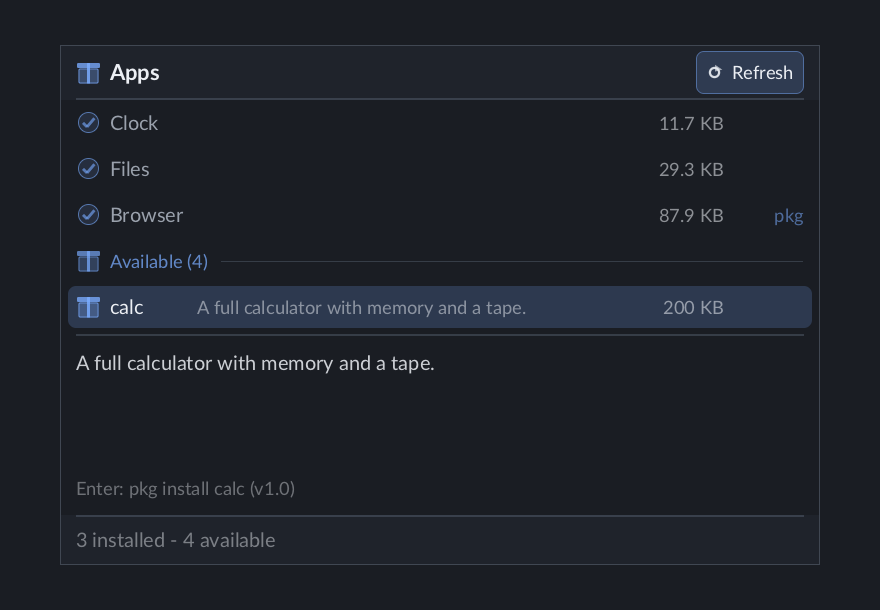 Apps Refresh
Clock 11.7 KB
Files 29.3 KB
Browser 87.9 KB pkg
Available (4)
calc A full calculator with memory and a tape. 200 KB
A full calculator with memory and a tape.
Enter: pkg install calc (v1.0)
3 installed - 4 available